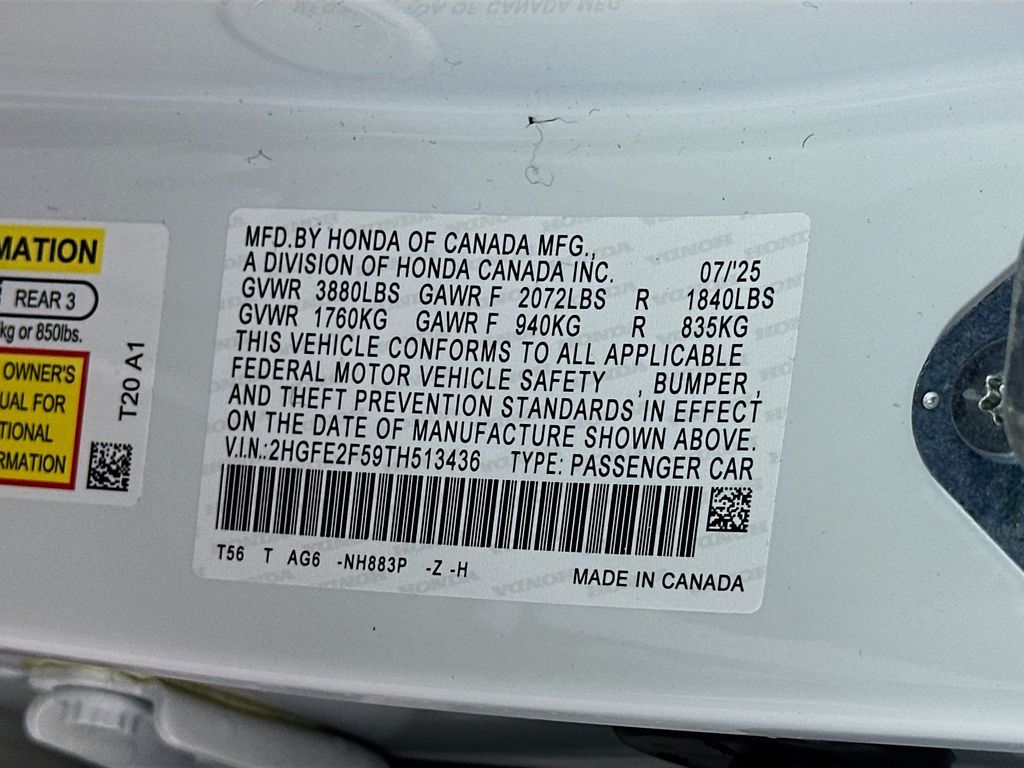 MATION
REAR 3
kg or 850lbs.
OWNER'S
UAL FOR
TIONAL
RMATION
T20 A1
MFD.BY HONDA OF CANADA MFG.,
A DIVISION OF HONDA CANADA INC. 07/'25
GVWR 3880LBS GAWR F 2072LBS R 1840LBS
GVWR 1760KG GAWR F 940KG R 835KG
THIS VEHICLE CONFORMS TO ALL APPLICABLE
FEDERAL MOTOR VEHICLE SAFETY , BUMPER,
AND THEFT PREVENTION STANDARDS IN EFFECT
ON THE DATE OF MANUFACTURE SHOWN ABOVE.
V.I.N.:2HGFE2F59TH513436 TYPE: PASSENGER CAR
T56 T AG6 -NH883P -Z -H
MADE IN CANADA